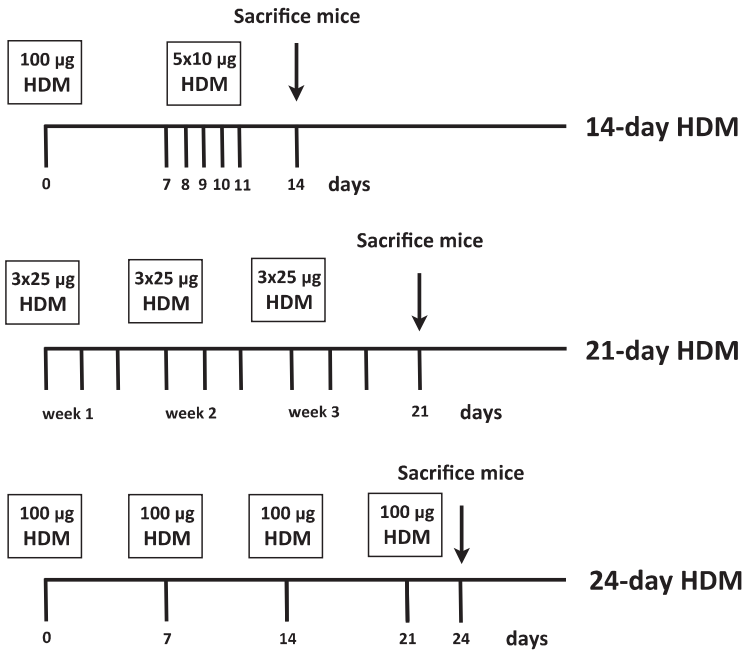 Sacrifice mice
100 µg
HDM
5x10 µg
HDM
14-day HDM
0 7 8 9 10 11 14 days
Sacrifice mice
3x25 µg
HDM
3x25 µg
HDM
3x25 µg
HDM
21-day HDM
week 1 week 2 week 3 21 days
Sacrifice mice
100 µg
HDM
100 µg
HDM
100 µg
HDM
100 µg
HDM
24-day HDM
0 7 14 21 24 days